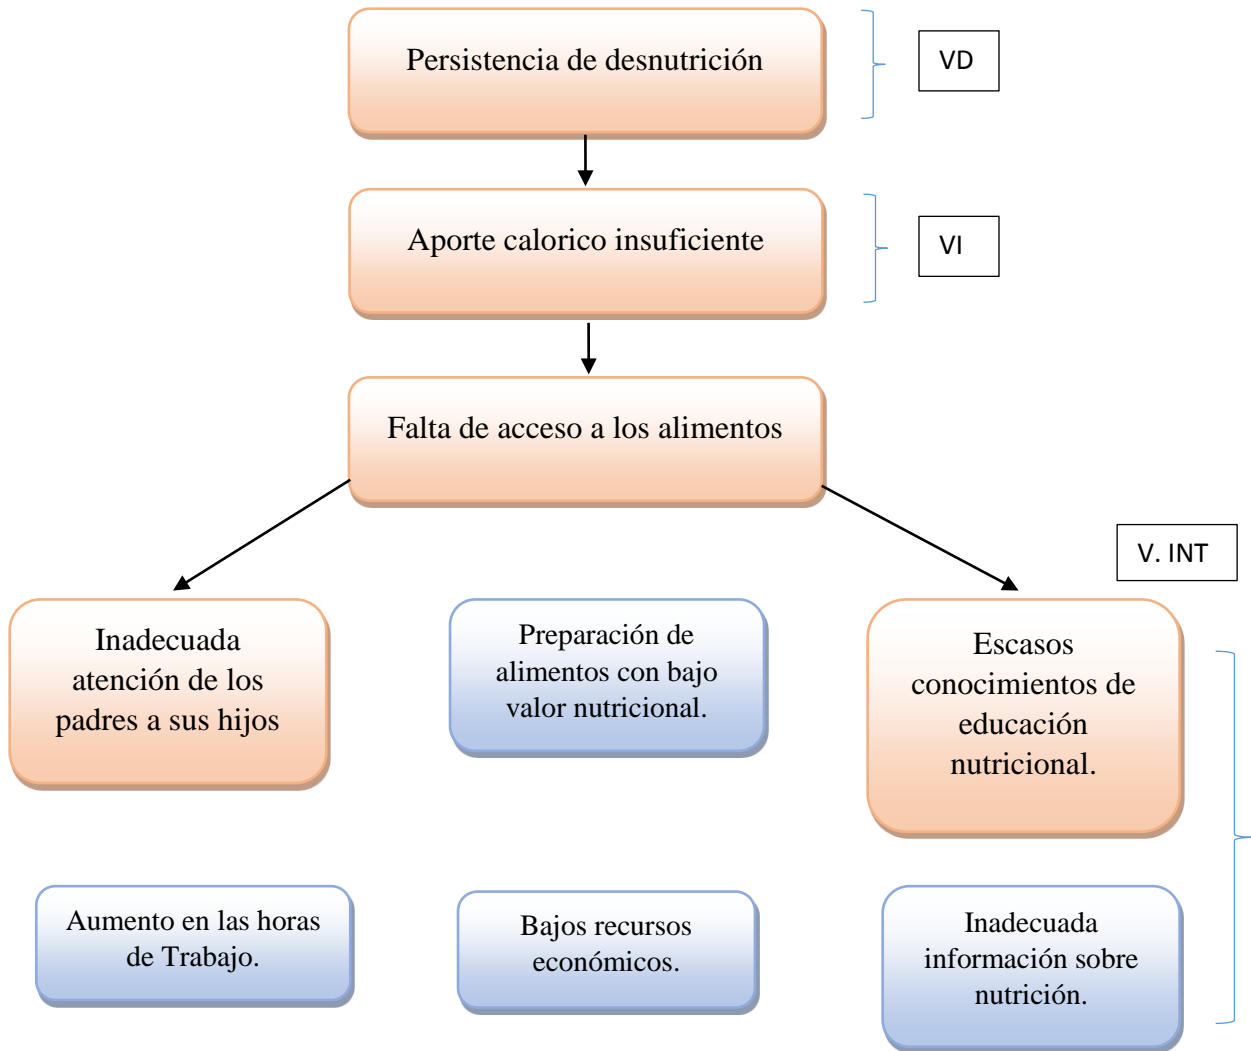 Persistencia de desnutrición
VD
Aporte calorico insuficiente
VI
Falta de acceso a los alimentos
V. INT
Inadecuada
atención de los
padres a sus hijos
Preparación de
alimentos con bajo
valor nutricional.
Escasos
conocimientos de
educación
nutricional.
Aumento en las horas
de Trabajo.
Bajos recursos
económicos.
Inadecuada
información sobre
nutrición.